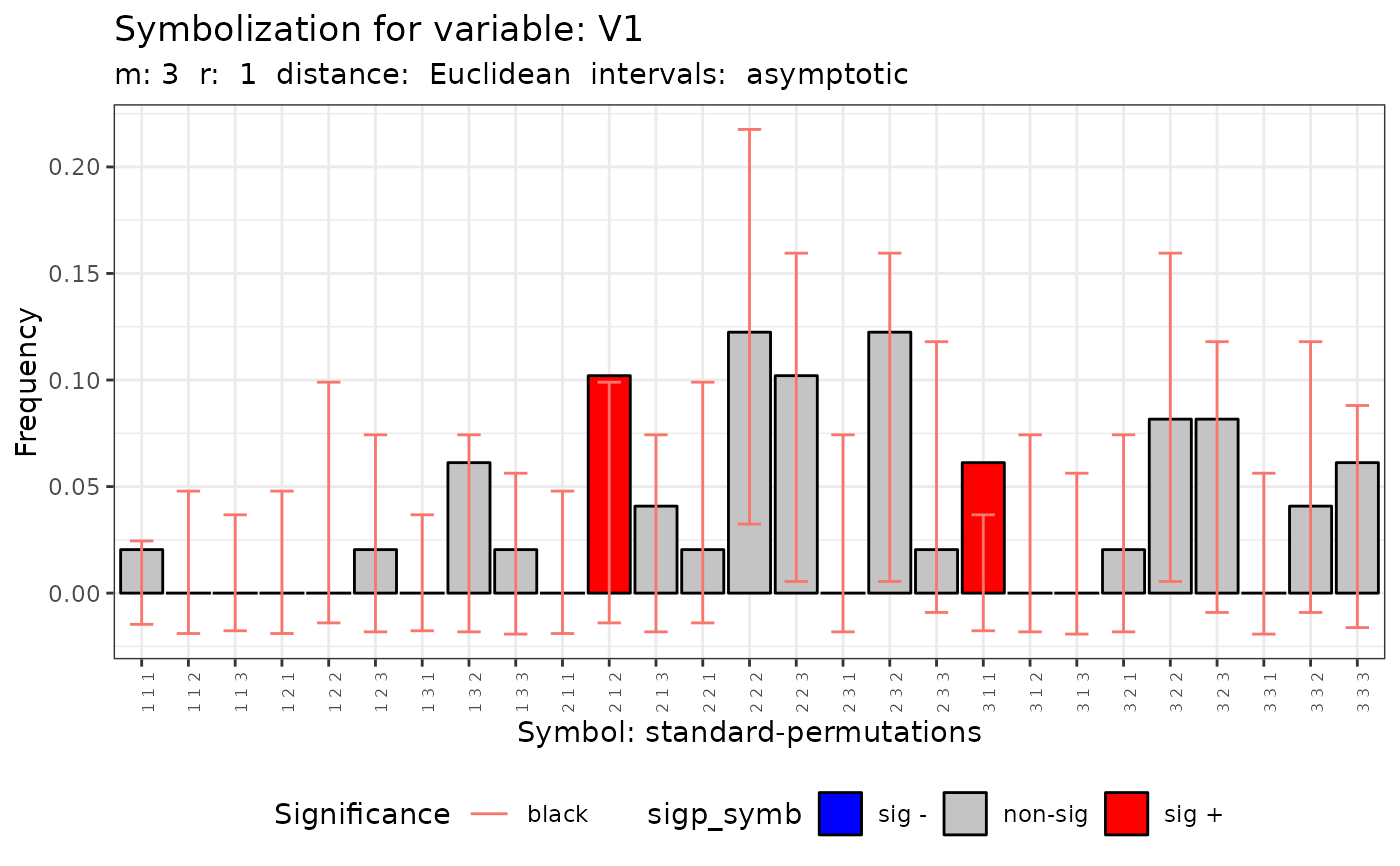 Symbolization for variable: V1
m: 3 r: 1 distance: Euclidean intervals: asymptotic
Frequency
0.20
0.15
0.10
0.05
0.00
1 1 1
1 1 2
1 1 3
1 2 1
1 2 2
1 2 3
1 3 1
1 3 2
1 3 3
2 1 1
2 1 2
2 1 3
2 2 1
2 2 2
2 2 3
2 3 1
2 3 2
2 3 3
3 1 1
3 1 2
3 1 3
3 2 1
3 2 2
3 2 3
3 3 1
3 3 2
3 3 3
Symbol: standard-permutations
Significance black sigp_symb sig - non-sig sig +